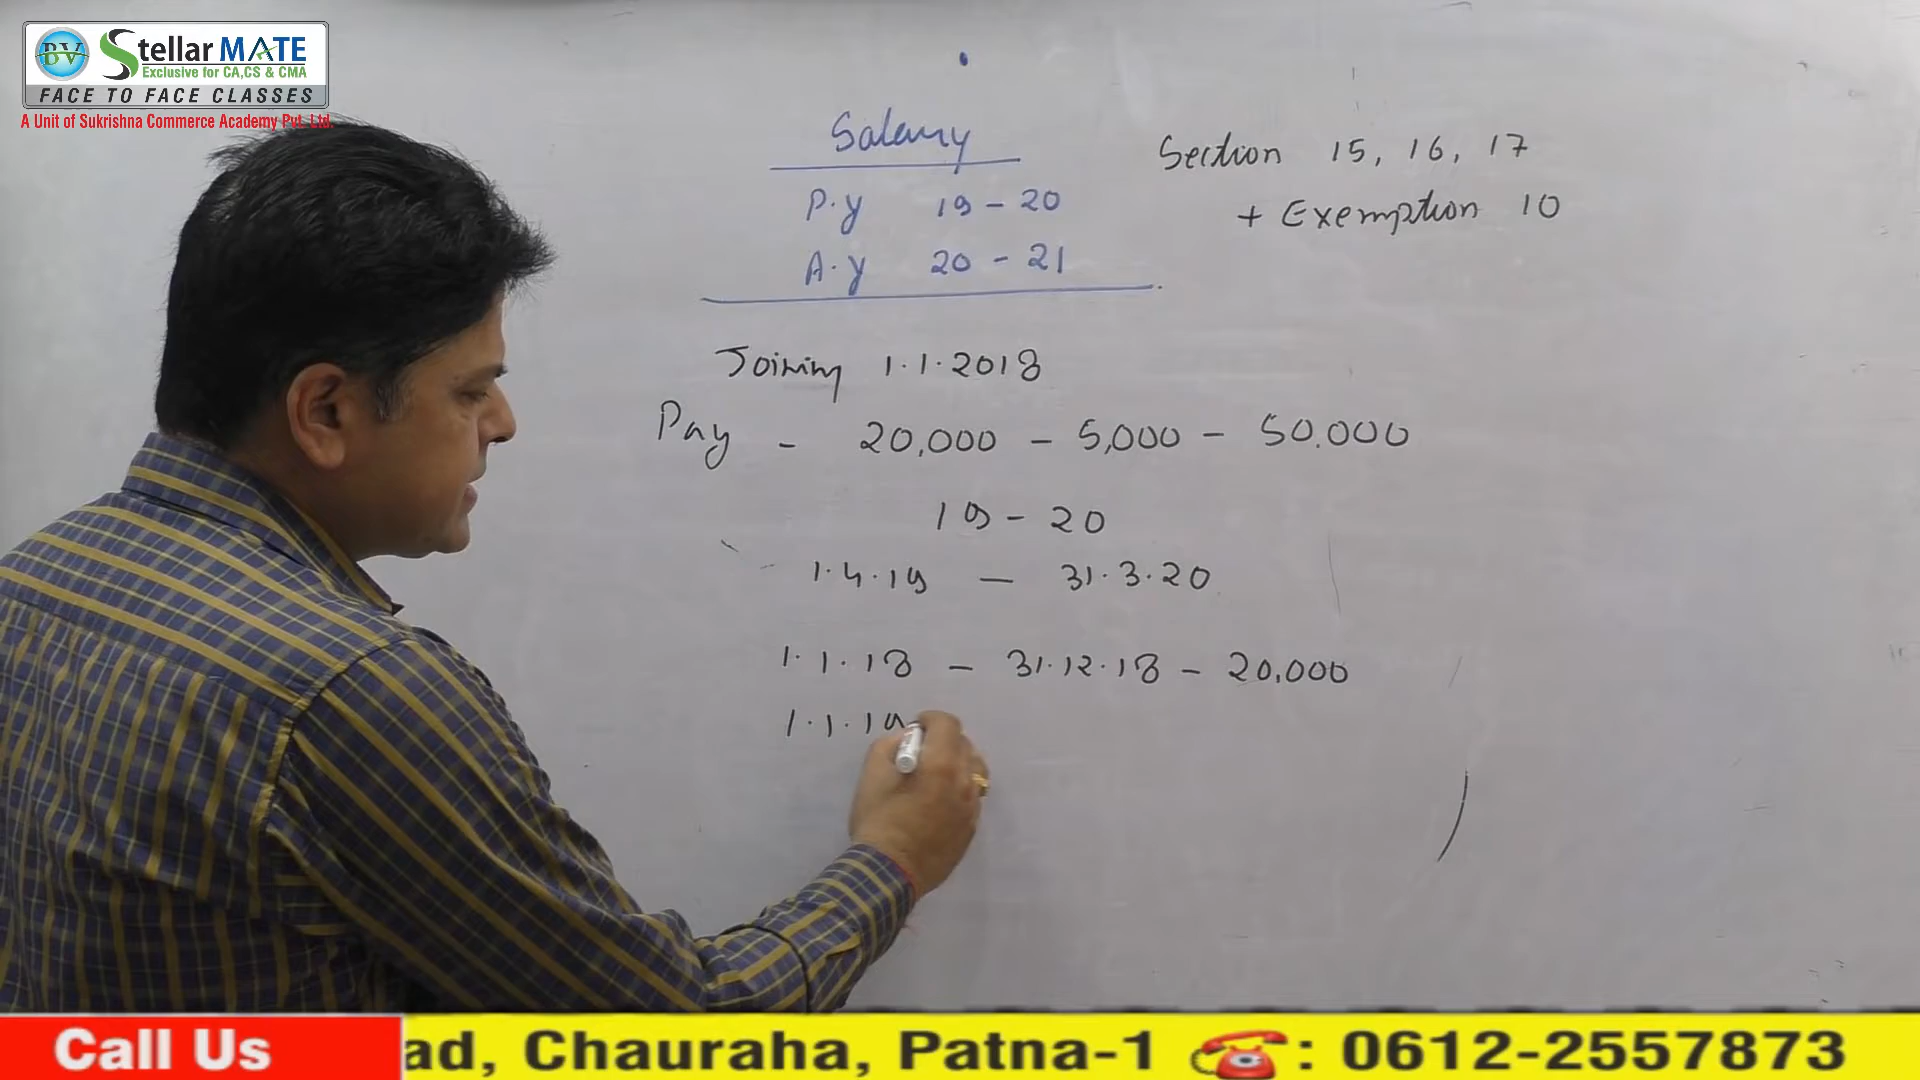 BV Stellar MATE
Exclusive for CA,CS & CMA
FACE TO FACE CLASSES
A Unit of Sukrishna Commerce Academy Pvt. Ltd.
Salary
P.y 19 - 20
A.y 20 - 21
Section 15, 16, 17
+ Exemption 10
Joining 1.1.2018
Pay - 20,000 - 5,000 - 50.000
19 - 20
1.4.19 - 31.3.20
1.1.18 - 31.12.18 - 20,000
1.1.19
Call Us ad, Chauraha, Patna-1 : 0612-2557873